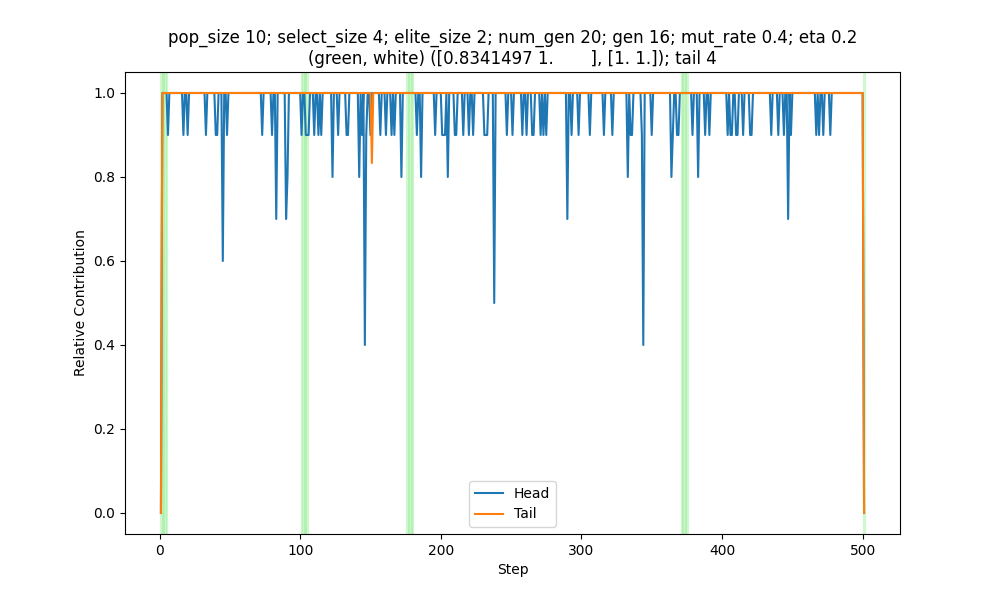 pop_size 10; select_size 4; elite_size 2; num_gen 20; gen 16; mut_rate 0.4; eta 0.2
(green, white) ([0.8341497 1.        ], [1. 1.]); tail 4
1.0
0.8
0.6
0.4
0.2
0.0
Relative Contribution
Head
Tail
0
100
200
300
400
500
Step